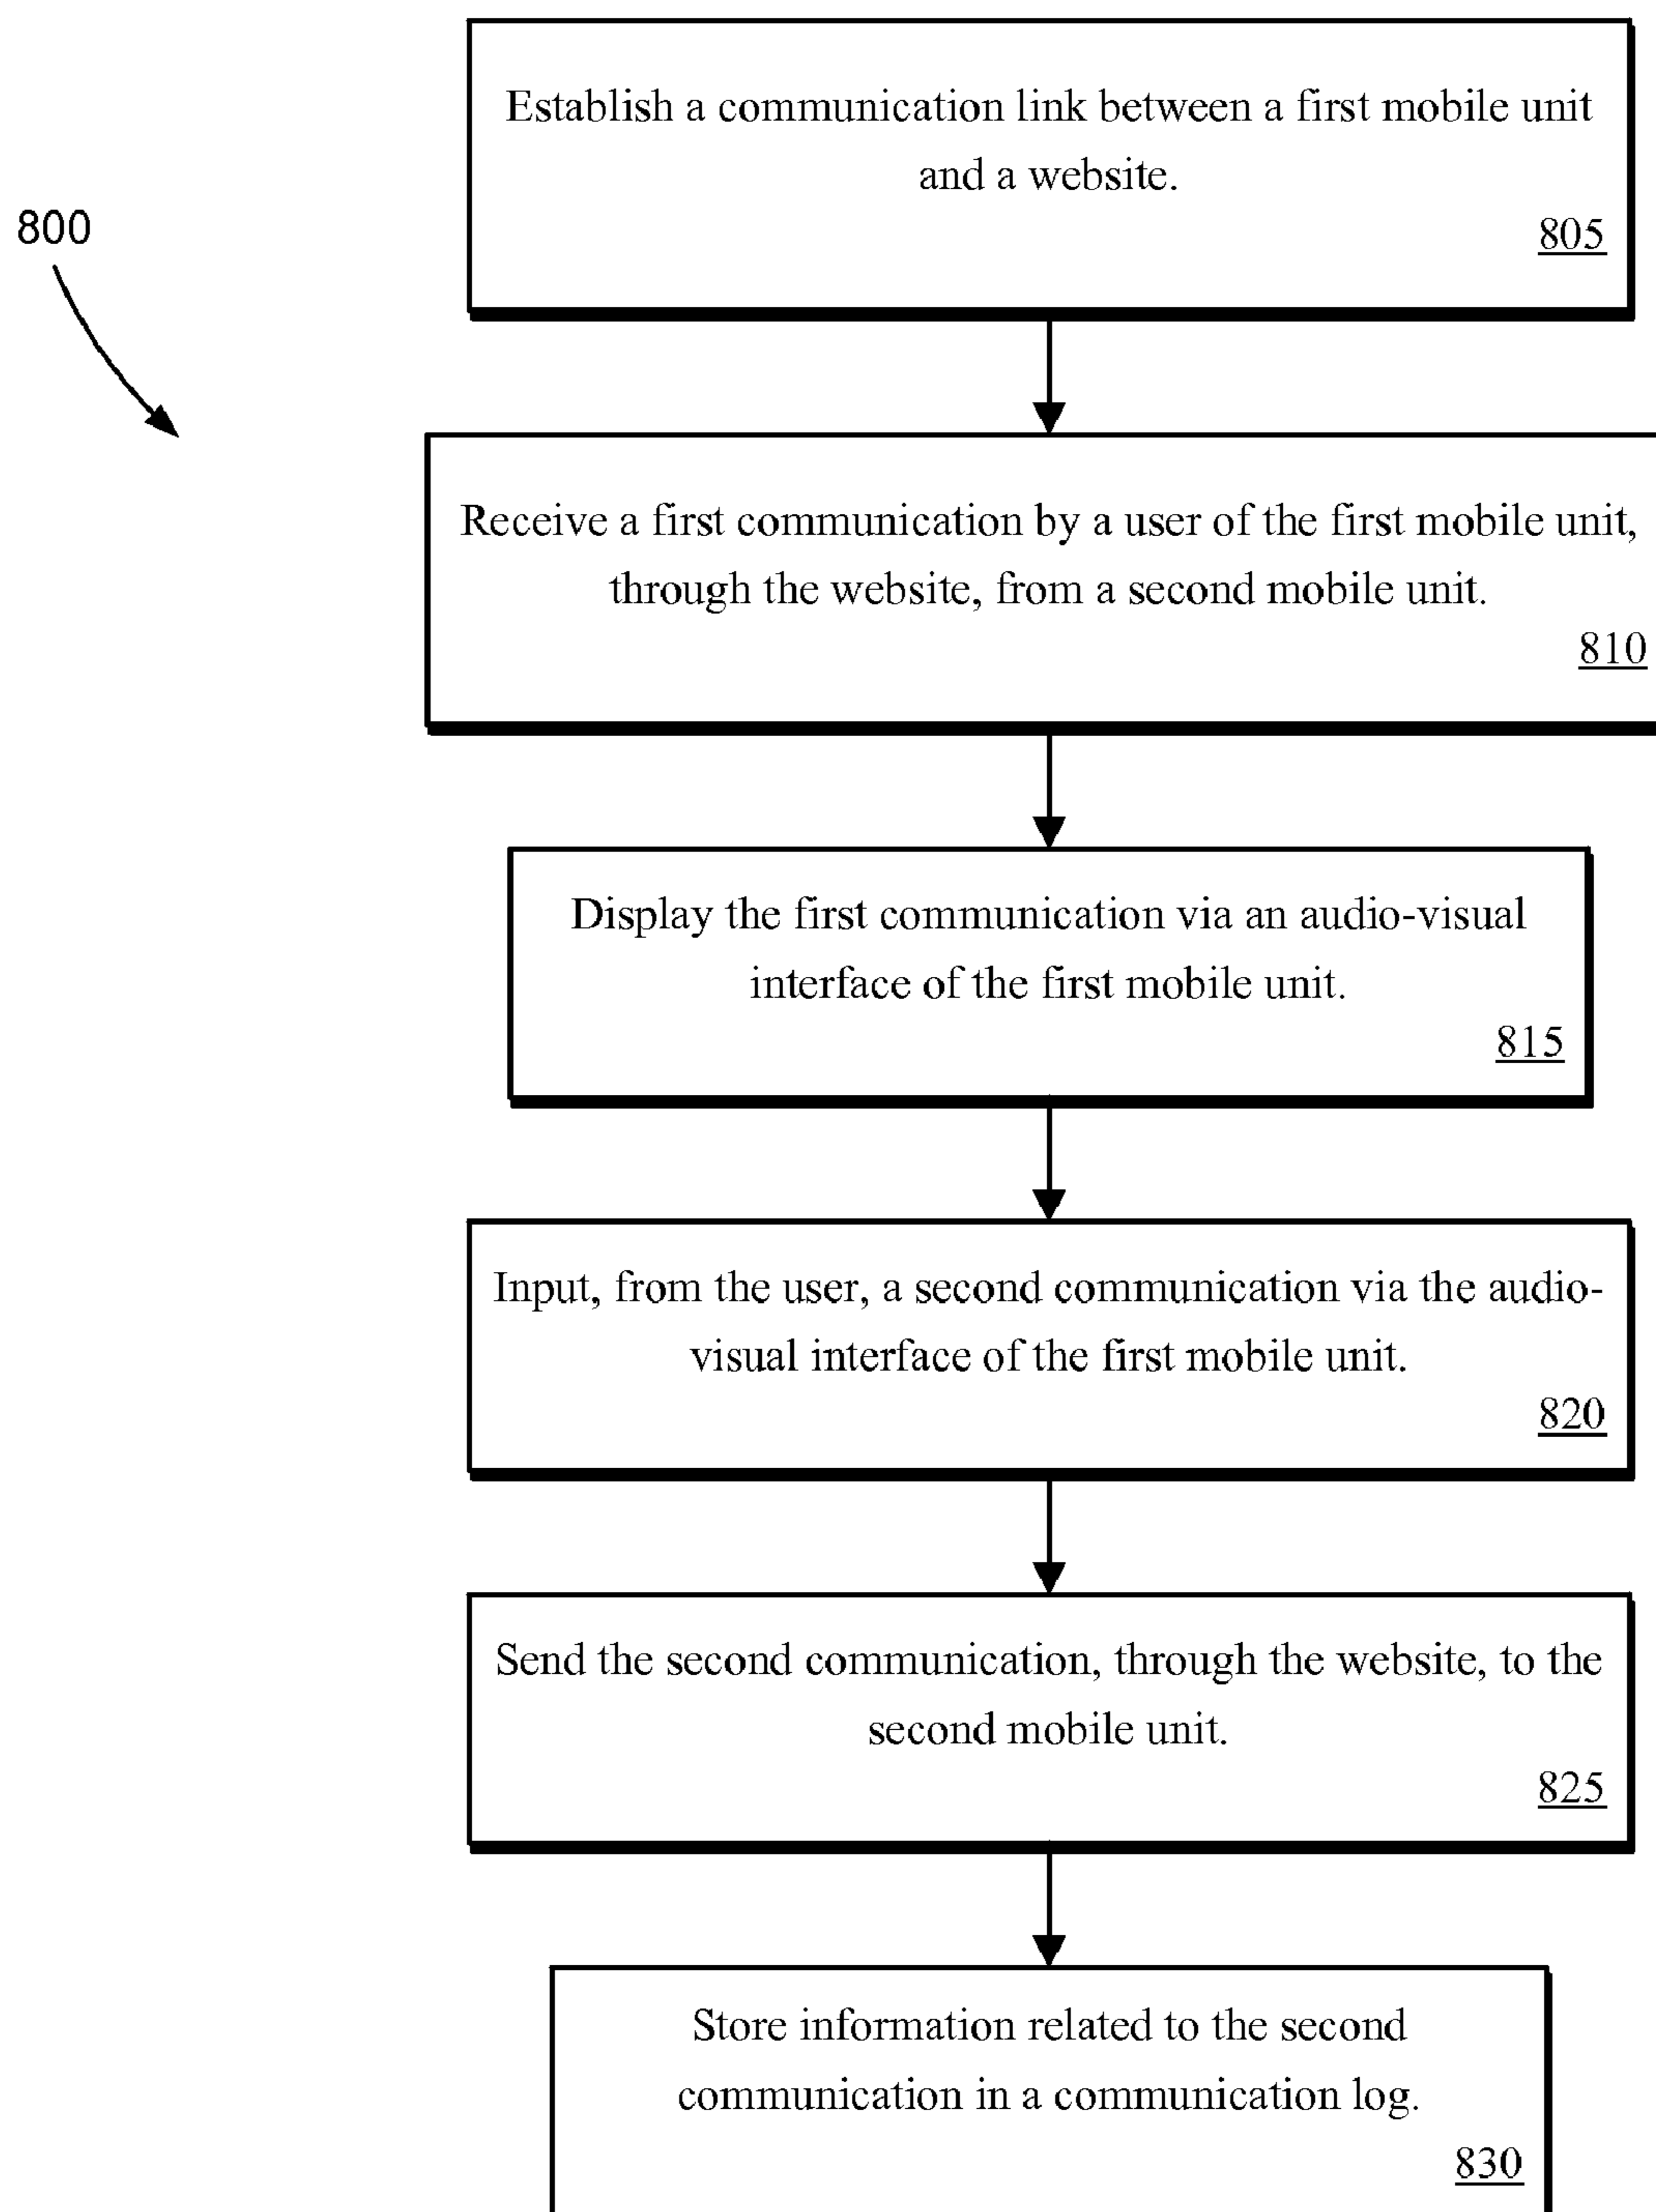 Establish a communication link between a first mobile unit
and a website.
805
800
Receive a first communication by a user of the first mobile unit,
through the website, from a second mobile unit.
810
Display the first communication via an audio-visual
interface of the first mobile unit.
815
Input, from the user, a second communication via the audio-
visual interface of the first mobile unit.
820
Send the second communication, through the website, to the
second mobile unit.
825
Store information related to the second
communication in a communication log.
830